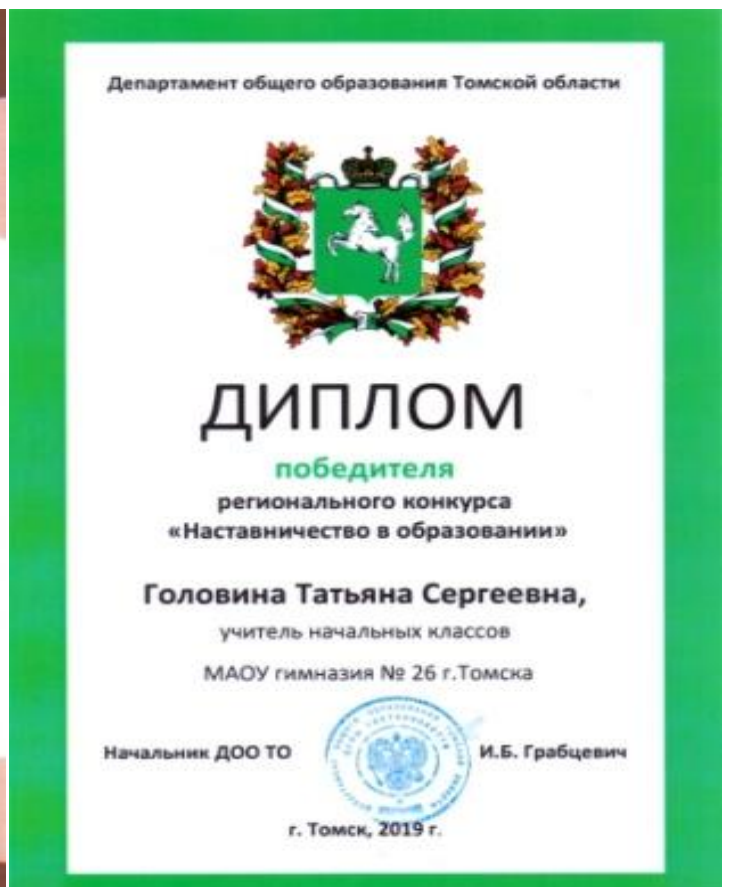 Департамент общего образования Томской области
ДИПЛОМ
победителя
регионального конкурса
«Наставничество в образовании»
Головина Татьяна Сергеевна,
учитель начальных классов
МАОУ гимназия № 26 г.Томска
Начальник ДОО ТО И.Б. Грабцевич
г. Томск, 2019 г.